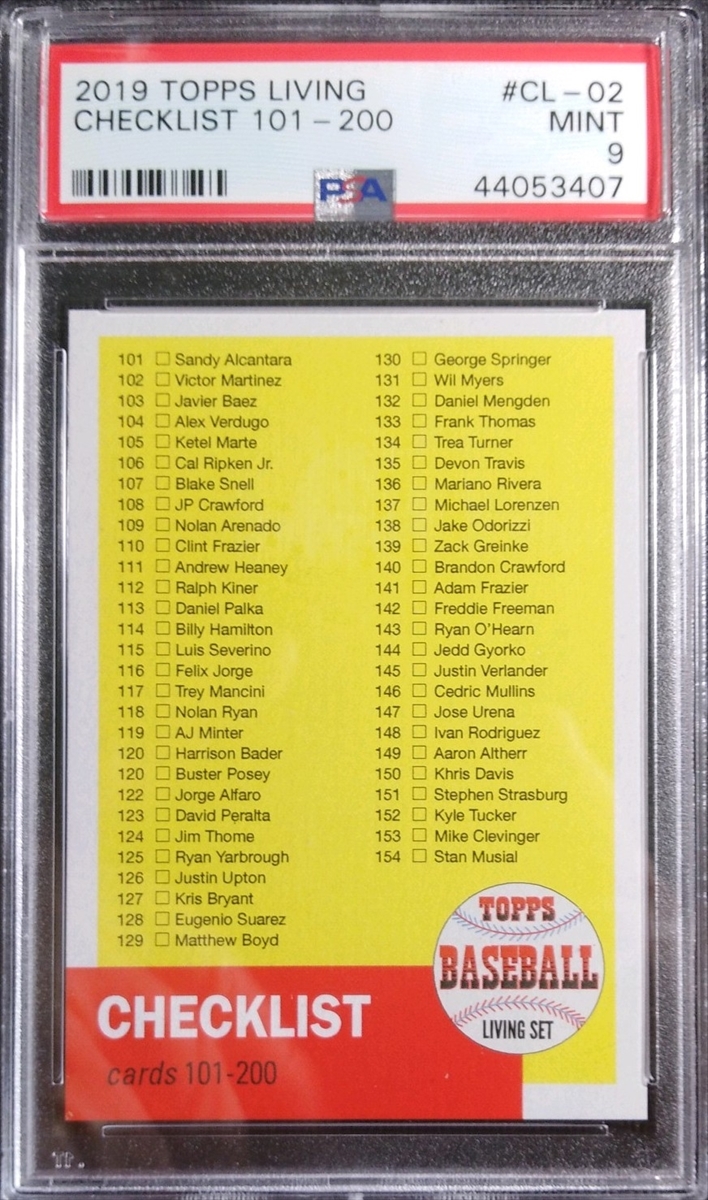 2019 TOPPS LIVING #CL-02
CHECKLIST 101-200 MINT
9
PSA 44053407
101 Sandy Alcantara
102 Victor Martinez
103 Javier Baez
104 Alex Verdugo
105 Ketel Marte
106 Cal Ripken Jr.
107 Blake Snell
108 JP Crawford
109 Nolan Arenado
110 Clint Frazier
111 Andrew Heaney
112 Ralph Kiner
113 Daniel Palka
114 Billy Hamilton
115 Luis Severino
116 Felix Jorge
117 Trey Mancini
118 Nolan Ryan
119 AJ Minter
120 Harrison Bader
120 Buster Posey
122 Jorge Alfaro
123 David Peralta
124 Jim Thome
125 Ryan Yarbrough
126 Justin Upton
127 Kris Bryant
128 Eugenio Suarez
129 Matthew Boyd
130 George Springer
131 Wil Myers
132 Daniel Mengden
133 Frank Thomas
134 Trea Turner
135 Devon Travis
136 Mariano Rivera
137 Michael Lorenzen
138 Jake Odorizzi
139 Zack Greinke
140 Brandon Crawford
141 Adam Frazier
142 Freddie Freeman
143 Ryan O'Hearn
144 Jedd Gyorko
145 Justin Verlander
146 Cedric Mullins
147 Jose Urena
148 Ivan Rodriguez
149 Aaron Altherr
150 Khris Davis
151 Stephen Strasburg
152 Kyle Tucker
153 Mike Clevinger
154 Stan Musial
TOPPS
BASEBALL
LIVING SET
CHECKLIST
cards 101-200